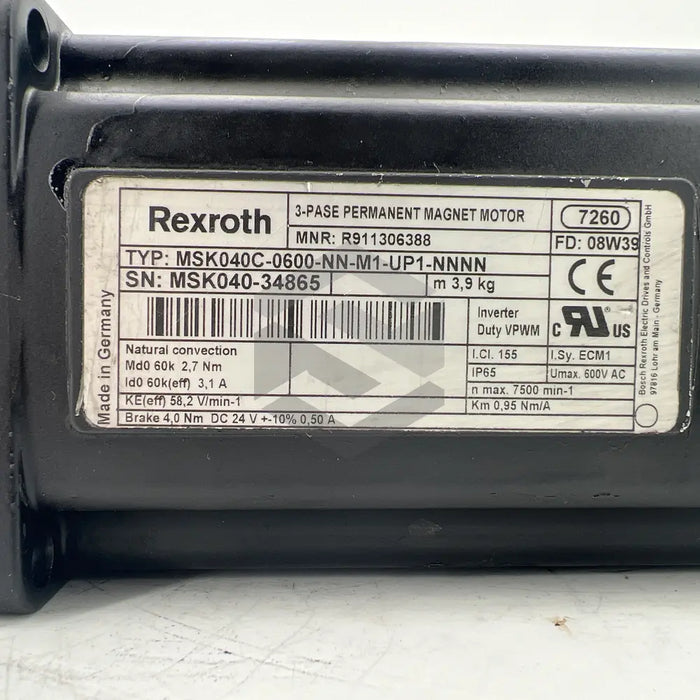 Rexroth
3-PASE PERMANENT MAGNET MOTOR
7260
MNR: R911306388
FD: 08W39
TYP: MSK040C-0600-NN-M1-UP1-NNNN
SN: MSK040-34865
m 3,9 kg
CE
Inverter
Duty VPWM
c RU US
Natural convection
Md0 60k 2,7 Nm
Id0 60k(eff) 3,1 A
I.Cl. 155
I.Sy. ECM1
IP65
Umax. 600V AC
KE(eff) 58,2 V/min-1
n max. 7500 min-1
Brake 4,0 Nm DC 24 V +-10% 0,50 A
Km 0,95 Nm/A
Made in Germany
Bosch Rexroth Electric Drives and Controls GmbH
97816 Lohr am Main - Germany